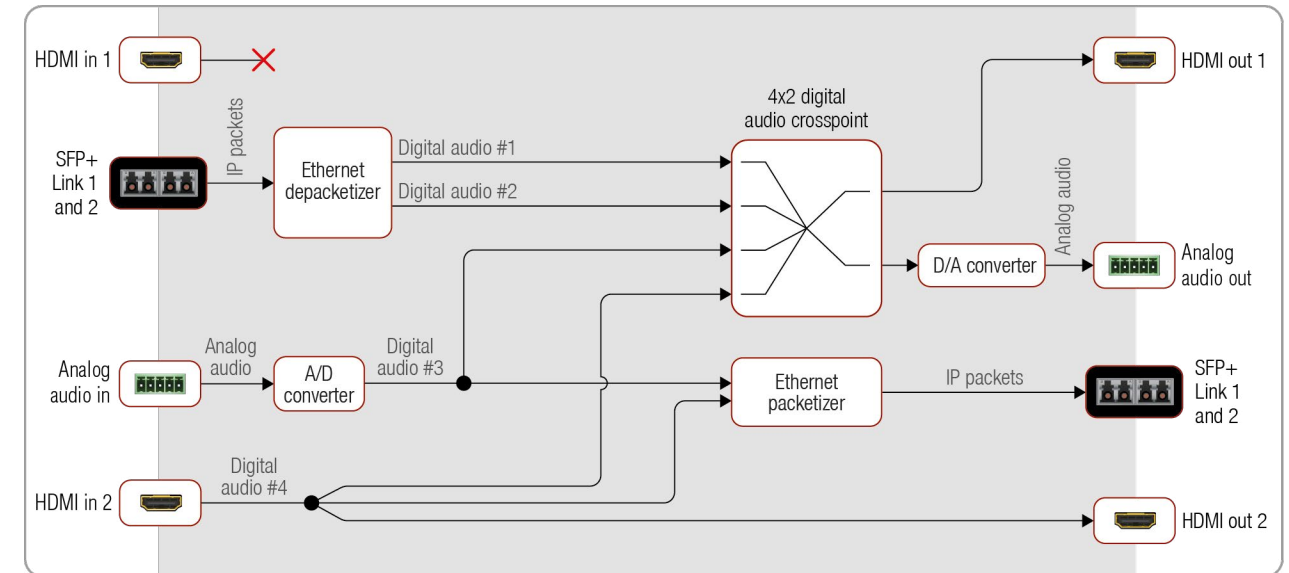 HDMI in 1
HDMI out 1
4x2 digital
audio crosspoint
IP packets
SFP+
Link 1
and 2
Ethernet
depacketizer
Digital audio #1
Digital audio #2
Analog audio
D/A converter
Analog
audio out
Analog
audio in
Analog
audio
A/D
converter
Digital
audio #3
Ethernet
packetizer
IP packets
SFP+
Link 1
and 2
HDMI in 2
Digital
audio #4
HDMI out 2